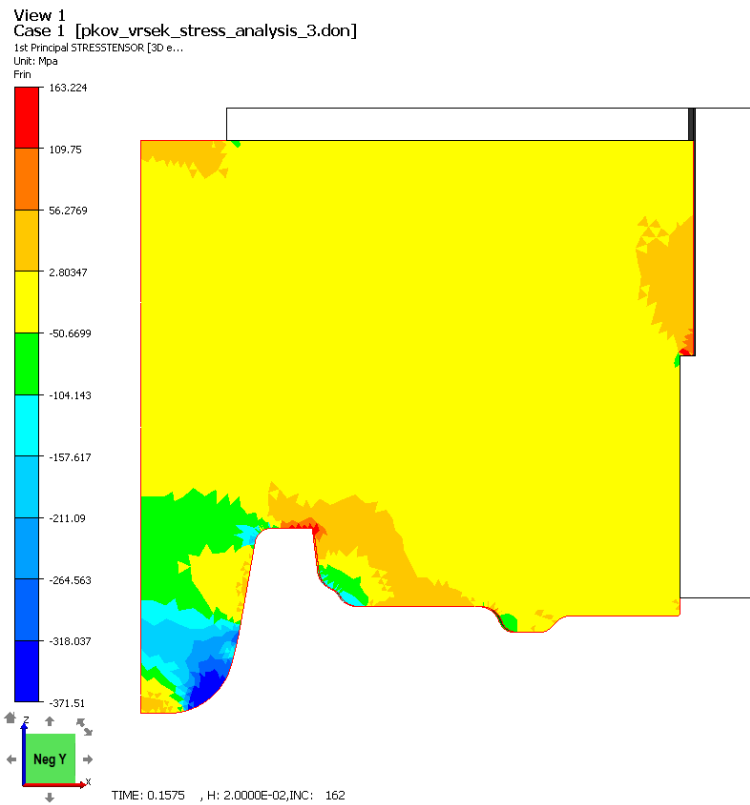 View 1
Case 1 [pkov_vrsek_stress_analysis_3.don]
1st Principal STRESSTENSOR [3D e...
Unit: Mpa
Frin
163.224
109.75
56.2769
2.80347
-50.6699
-104.143
-157.617
-211.09
-264.563
-318.037
-371.51
Z
Neg Y
X
TIME: 0.1575 , H: 2.0000E-02,INC: 162